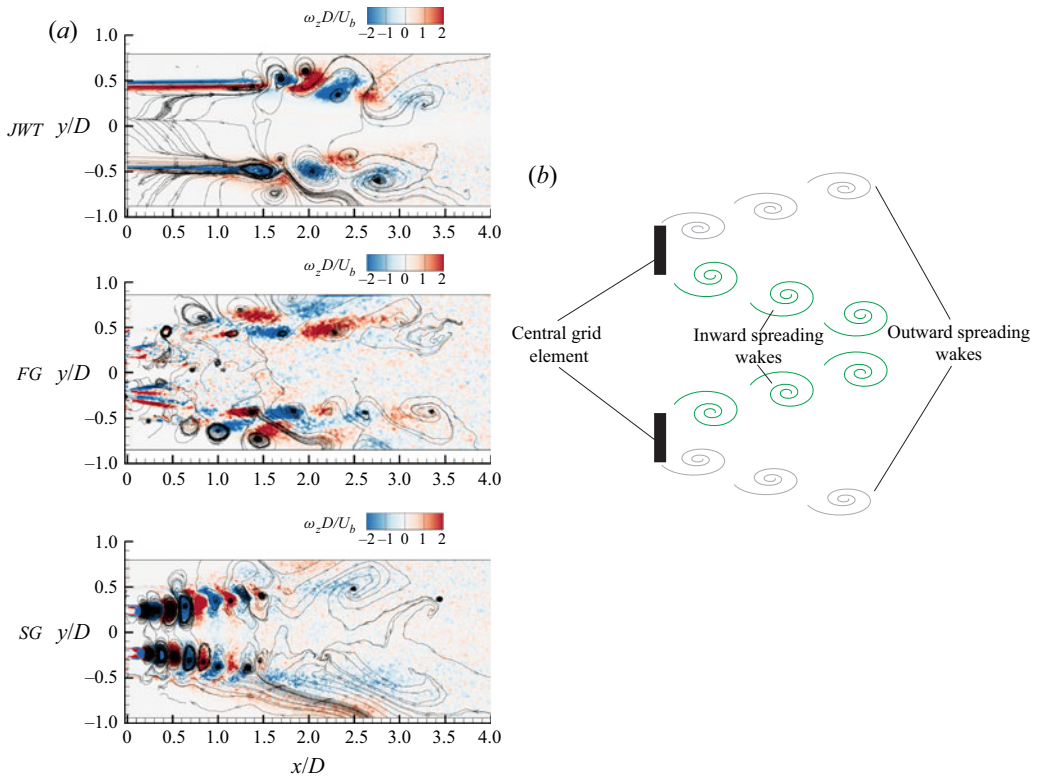 (a)
ω_z D/U_b
−2 −1 0 1 2
JWT y/D
1.0
0.5
0
−0.5
−1.0
0 0.5 1.0 1.5 2.0 2.5 3.0 3.5 4.0
ω_z D/U_b
−2 −1 0 1 2
FG y/D
1.0
0.5
0
−0.5
−1.0
0 0.5 1.0 1.5 2.0 2.5 3.0 3.5 4.0
ω_z D/U_b
−2 −1 0 1 2
SG y/D
1.0
0.5
0
−0.5
−1.0
0 0.5 1.0 1.5 2.0 2.5 3.0 3.5 4.0
x/D
(b)
Central grid
element
Inward spreading
wakes
Outward spreading
wakes